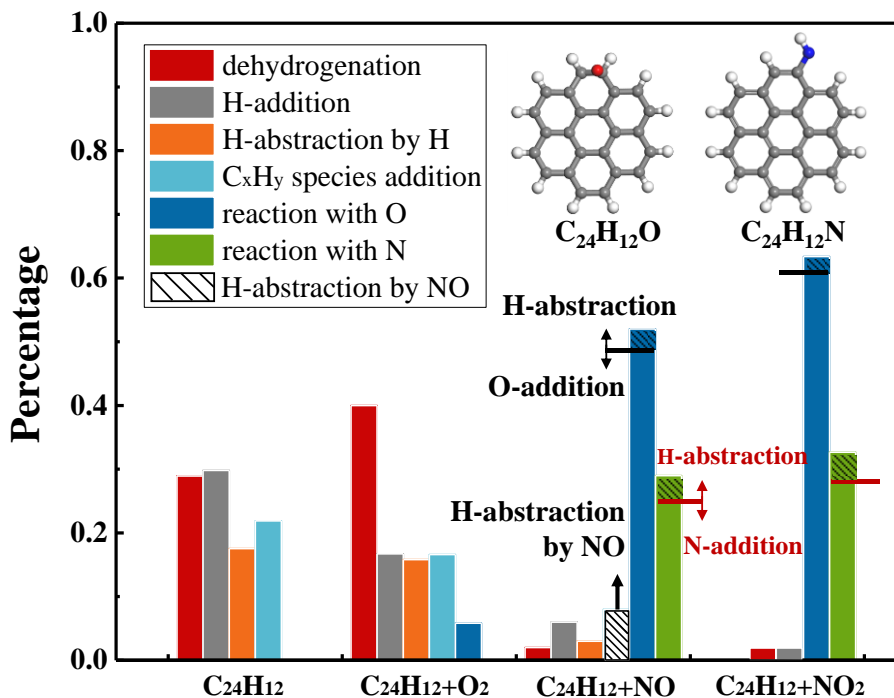 Percentage
1.0
0.8
0.6
0.4
0.2
0.0
dehydrogenation
H-addition
H-abstraction by H
CxHy species addition
reaction with O
reaction with N
H-abstraction by NO
C24H12O
C24H12N
H-abstraction
O-addition
H-abstraction
by NO
H-abstraction
N-addition
C24H12
C24H12+O2
C24H12+NO
C24H12+NO2